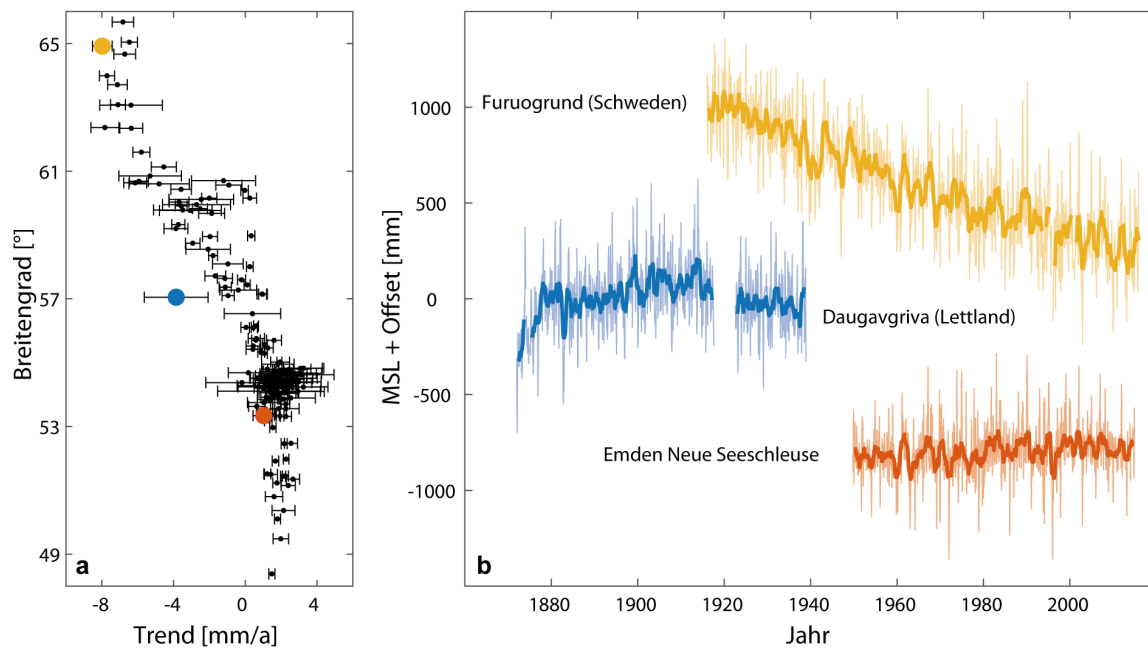 65
61
57
53
49
Breitengrad [°]
a
-8
-4
0
4
Trend [mm/a]
1000
500
0
-500
-1000
MSL + Offset [mm]
Furuogrund (Schweden)
Daugavgriva (Lettland)
Emden Neue Seeschleuse
b
1880
1900
1920
1940
1960
1980
2000
Jahr